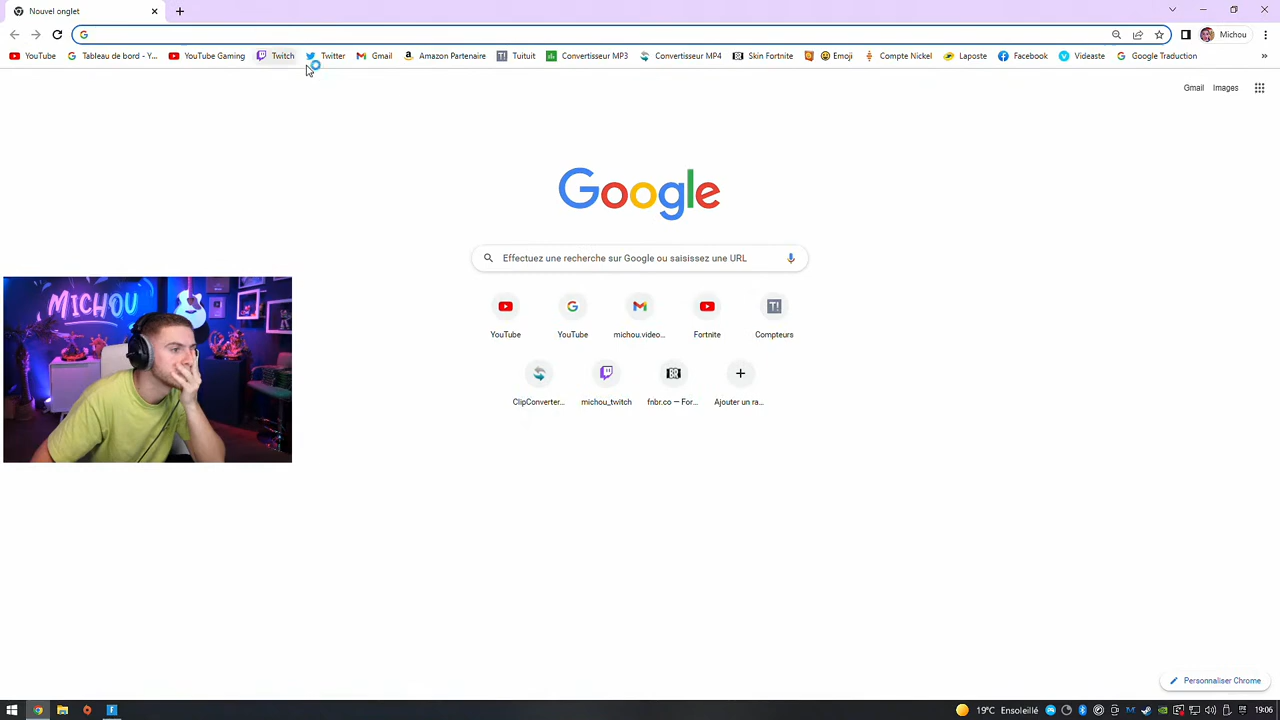 Nouvel onglet
Michou
YouTube
Tableau de bord - Y...
YouTube Gaming
Twitch
Twitter
Gmail
Amazon Partenaire
Tuituit
Convertisseur MP3
Convertisseur MP4
Skin Fortnite
Emoji
Compte Nickel
Laposte
Facebook
Videaste
Google Traduction
Gmail
Images
Google
Effectuez une recherche sur Google ou saisissez une URL
MICHOU
YouTube
YouTube
michou.video...
Fortnite
Compteurs
ClipConverter...
michou_twitch
fnbr.co — For...
Ajouter un ra...
Personnaliser Chrome
19°C Ensoleillé
19:06